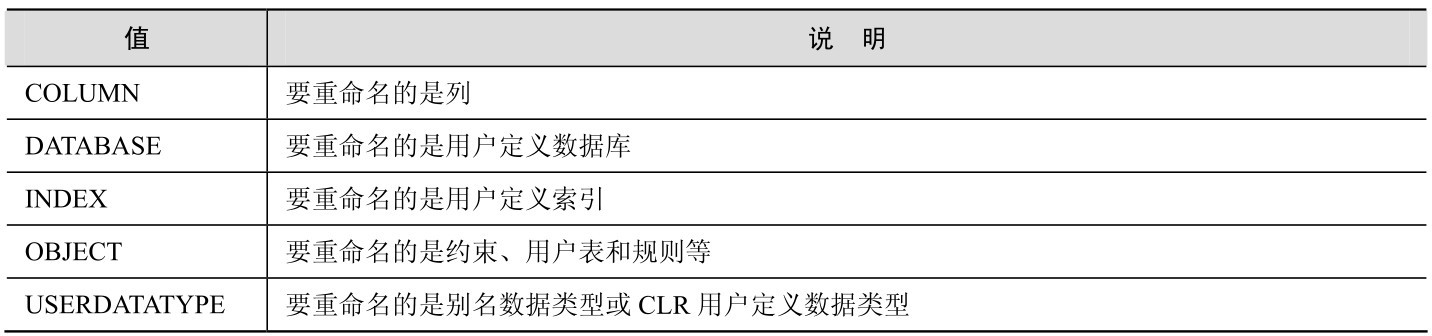 值 说 明
COLUMN 要重命名的是列
DATABASE 要重命名的是用户定义数据库
INDEX 要重命名的是用户定义索引
OBJECT 要重命名的是约束、用户表和规则等
USERDATATYPE 要重命名的是别名数据类型或 CLR 用户定义数据类型